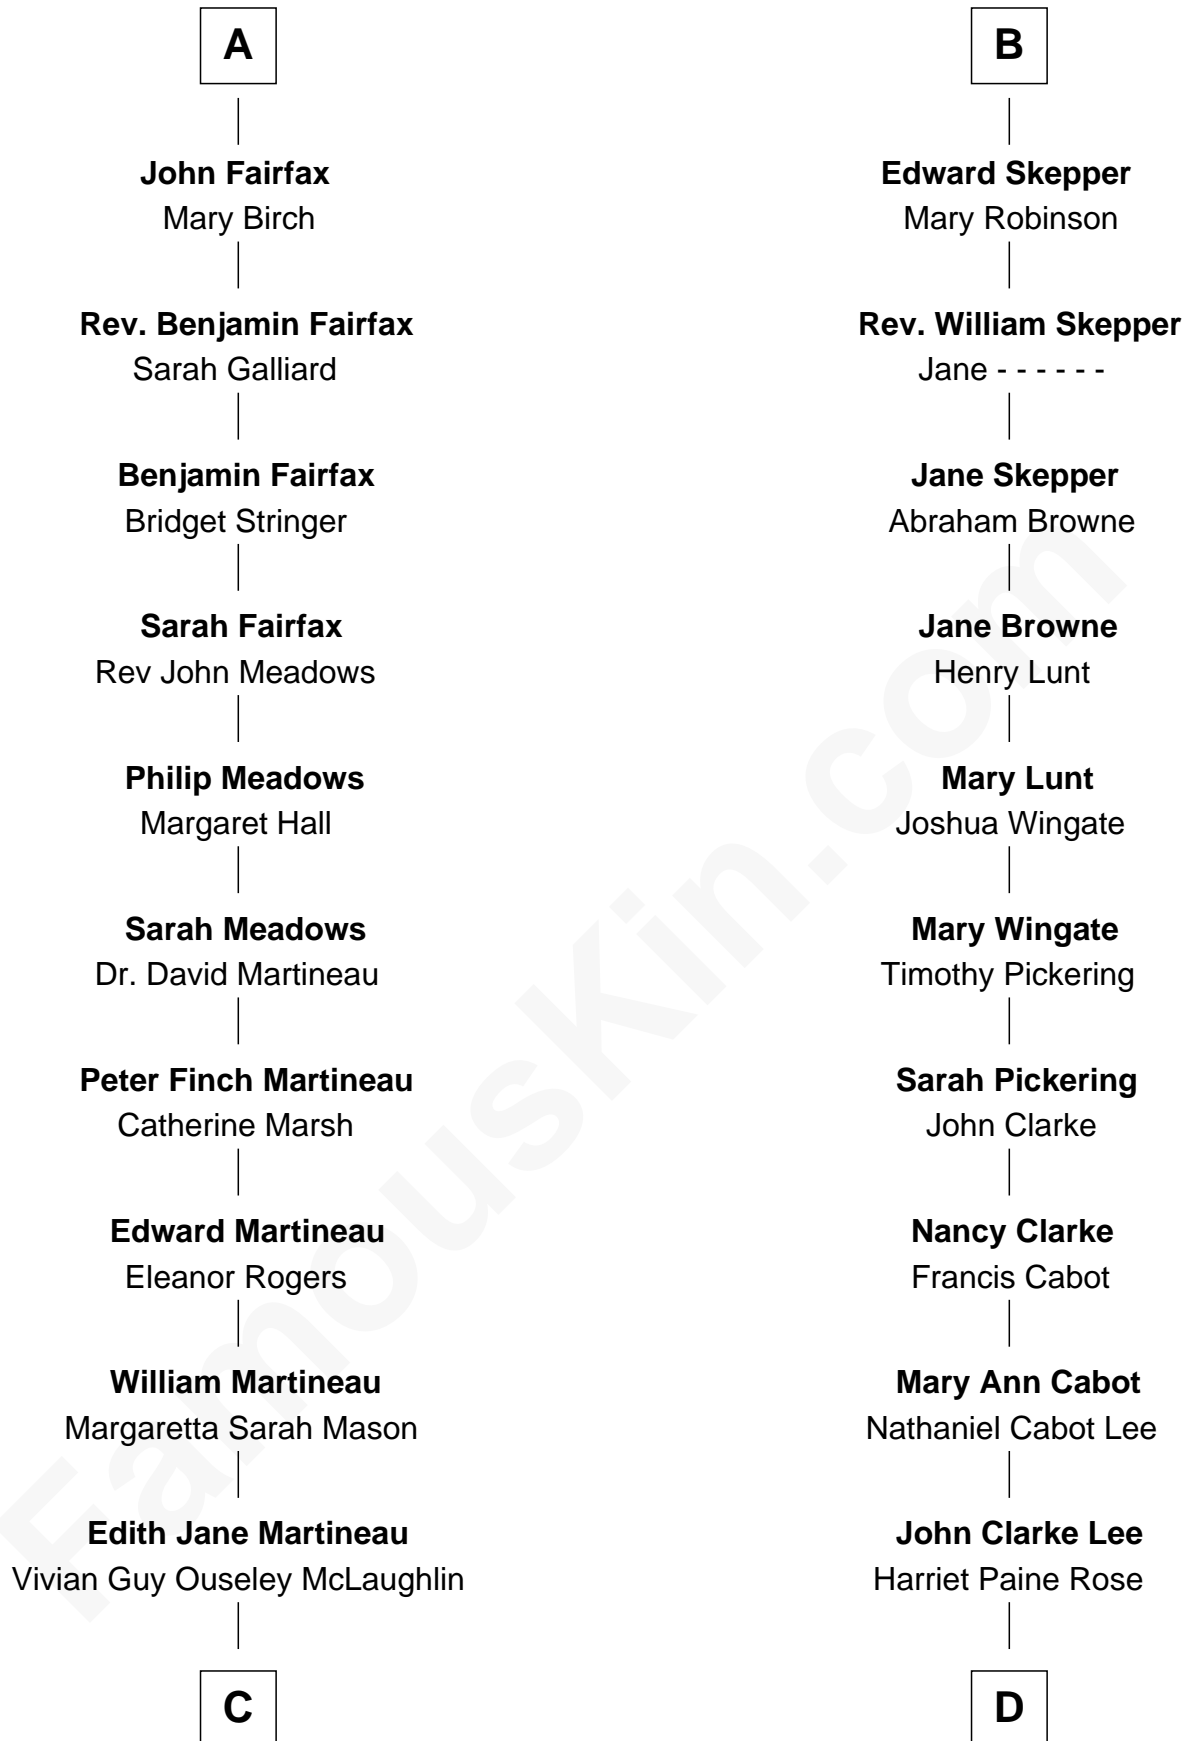 A
John Fairfax
Mary Birch
Rev. Benjamin Fairfax
Sarah Galliard
Benjamin Fairfax
Bridget Stringer
Sarah Fairfax
Rev John Meadows
Philip Meadows
Margaret Hall
Sarah Meadows
Dr. David Martineau
Peter Finch Martineau
Catherine Marsh
Edward Martineau
Eleanor Rogers
William Martineau
Margaretta Sarah Mason
Edith Jane Martineau
Vivian Guy Ouseley McLaughlin
C
B
Edward Skepper
Mary Robinson
Rev. William Skepper
Jane - - - - - -
Jane Skepper
Abraham Browne
Jane Browne
Henry Lunt
Mary Lunt
Joshua Wingate
Mary Wingate
Timothy Pickering
Sarah Pickering
John Clarke
Nancy Clarke
Francis Cabot
Mary Ann Cabot
Nathaniel Cabot Lee
John Clarke Lee
Harriet Paine Rose
D
FamousKin.com